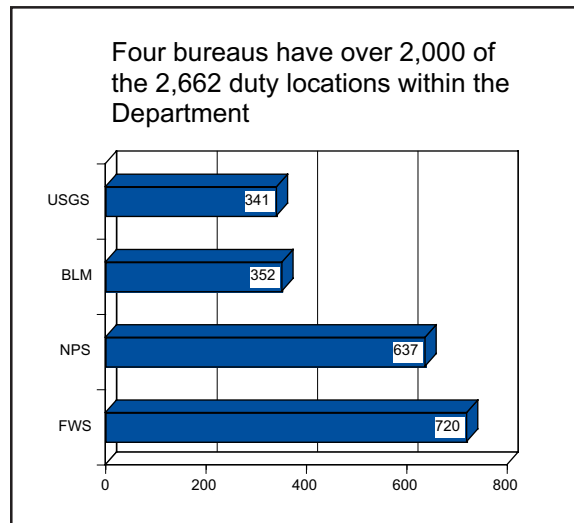 Four bureaus have over 2,000 of
the 2,662 duty locations within the
Department
USGS
341
BLM
352
NPS
637
FWS
720
0 200 400 600 800